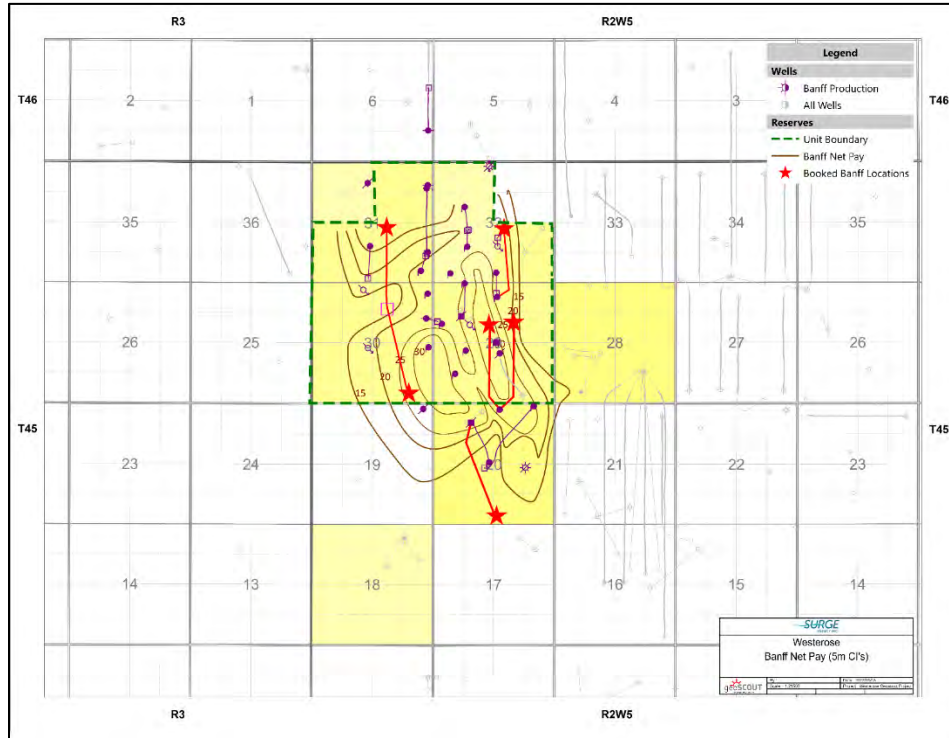 R3 R2W5
Legend
Wells
Banff Production
All Wells
Reserves
Unit Boundary
Banff Net Pay
Booked Banff Locations
T46 2 1 6 5 4 3 T46
35 36 31 32 33 34 35
15
20
25
26 30 28 27 26
30
25
20
15
T45 T45
23 24 19 20 21 22 23
14 13 18 17 16 15 14
SURGE
Westerose
Banff Net Pay (5m CI's)
geoSCOUT
R3 R2W5